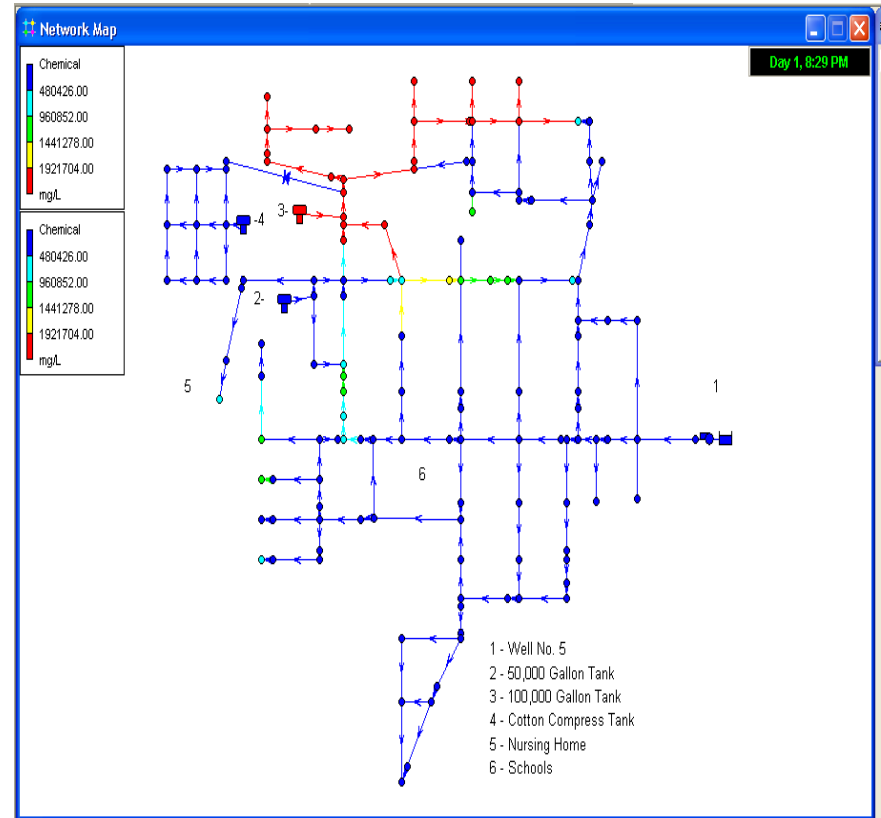 Network Map
Day 1, 8:29 PM
Chemical
480426.00
960852.00
1441278.00
1921704.00
mg/L
Chemical
480426.00
960852.00
1441278.00
1921704.00
mg/L
-4
3-
2-
5
1
6
1 - Well No. 5
2 - 50,000 Gallon Tank
3 - 100,000 Gallon Tank
4 - Cotton Compress Tank
5 - Nursing Home
6 - Schools